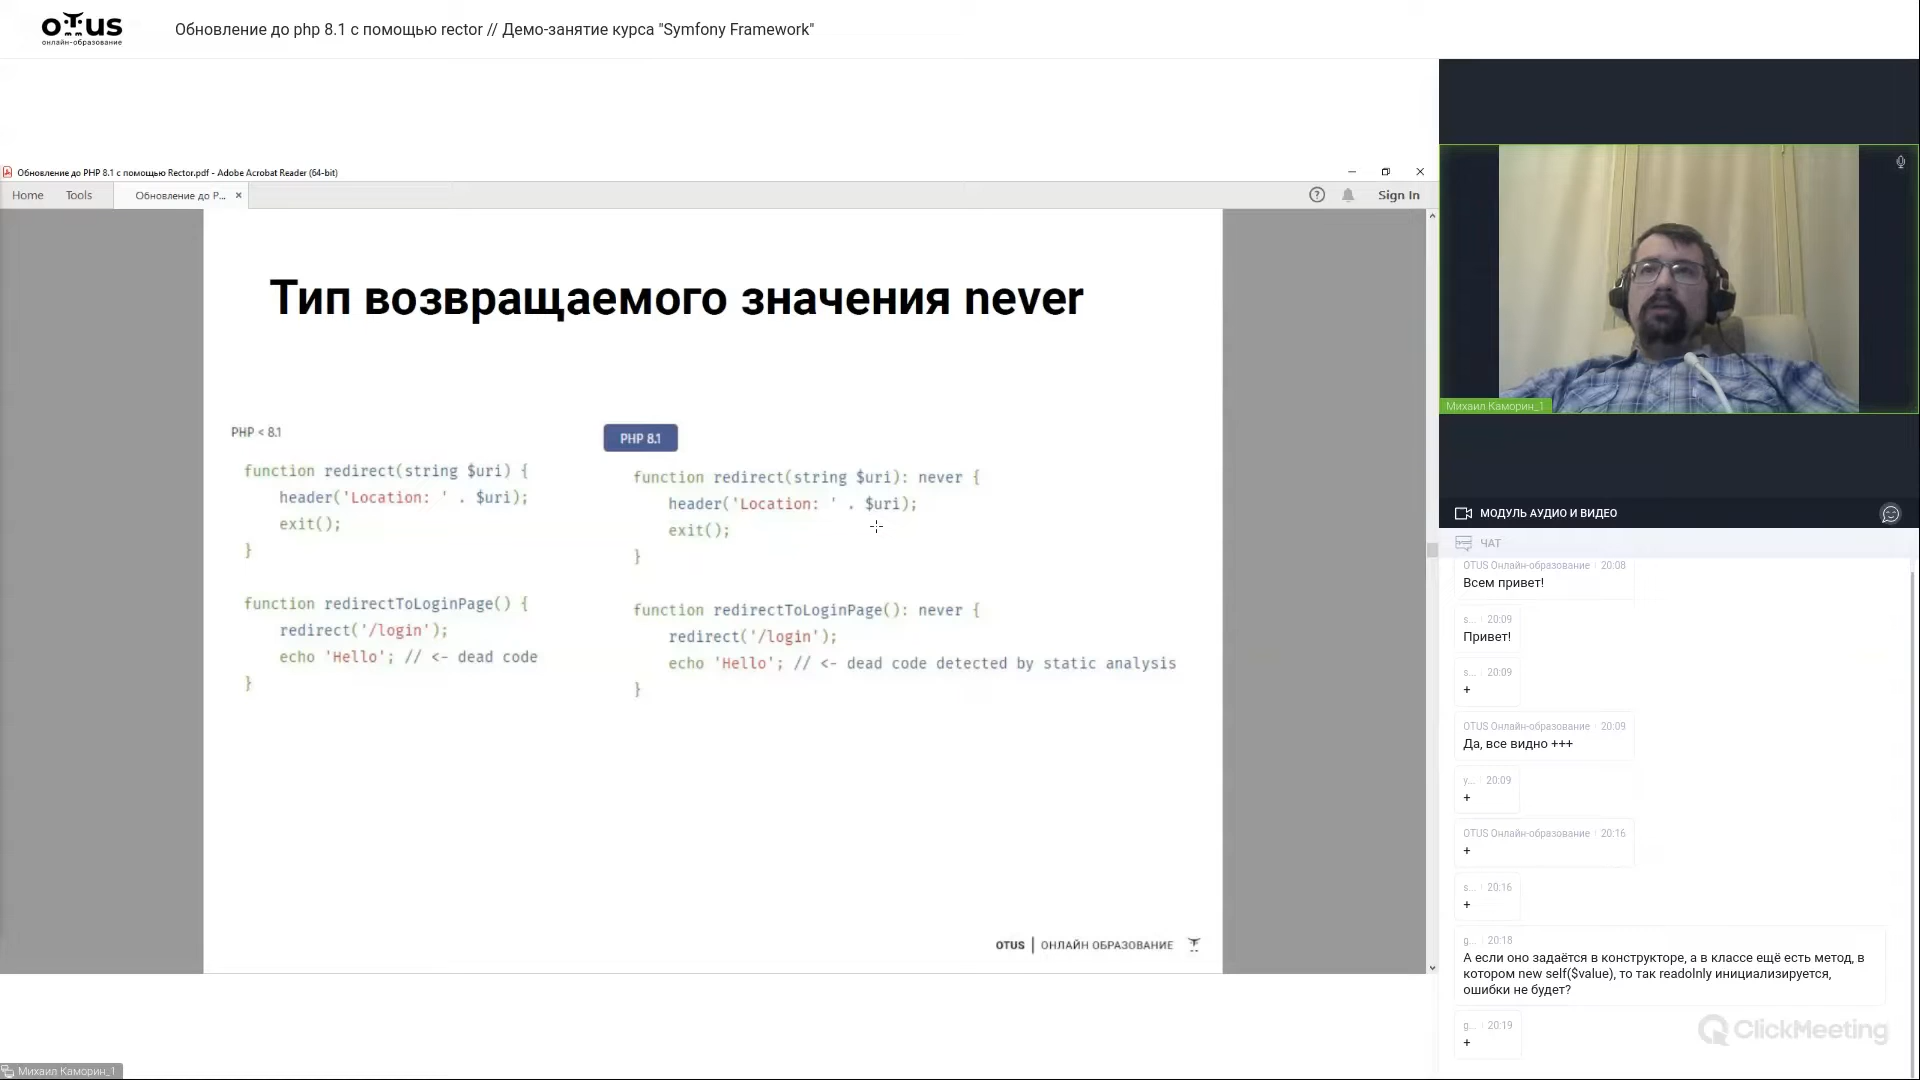 OTUS
онлайн-образование
Обновление до php 8.1 с помощью rector // Демо-занятие курса "Symfony Framework"
Обновление до PHP 8.1 с помощью Rector.pdf - Adobe Acrobat Reader (64-bit)
Home Tools Обновление до P... × Sign In
Тип возвращаемого значения never
PHP < 8.1
function redirect(string $uri) {
header('Location: ' . $uri);
exit();
}
function redirectToLoginPage() {
redirect('/login');
echo 'Hello'; // <- dead code
}
PHP 8.1
function redirect(string $uri): never {
header('Location: ' . $uri);
exit();
}
function redirectToLoginPage(): never {
redirect('/login');
echo 'Hello'; // <- dead code detected by static analysis
}
OTUS | ОНЛАЙН ОБРАЗОВАНИЕ
Михаил Каморин_1
Михаил Каморин_1
МОДУЛЬ АУДИО И ВИДЕО
ЧАТ
OTUS Онлайн-образование 20:08
Всем привет!
s... 20:09
Привет!
s... 20:09
+
OTUS Онлайн-образование 20:09
Да, все видно +++
y... 20:09
+
OTUS Онлайн-образование 20:16
+
s... 20:16
+
g... 20:18
А если оно задаётся в конструкторе, а в классе ещё есть метод, в
котором new self($value), то так readolnly инициализируется,
ошибки не будет?
g... 20:19
+
ClickMeeting